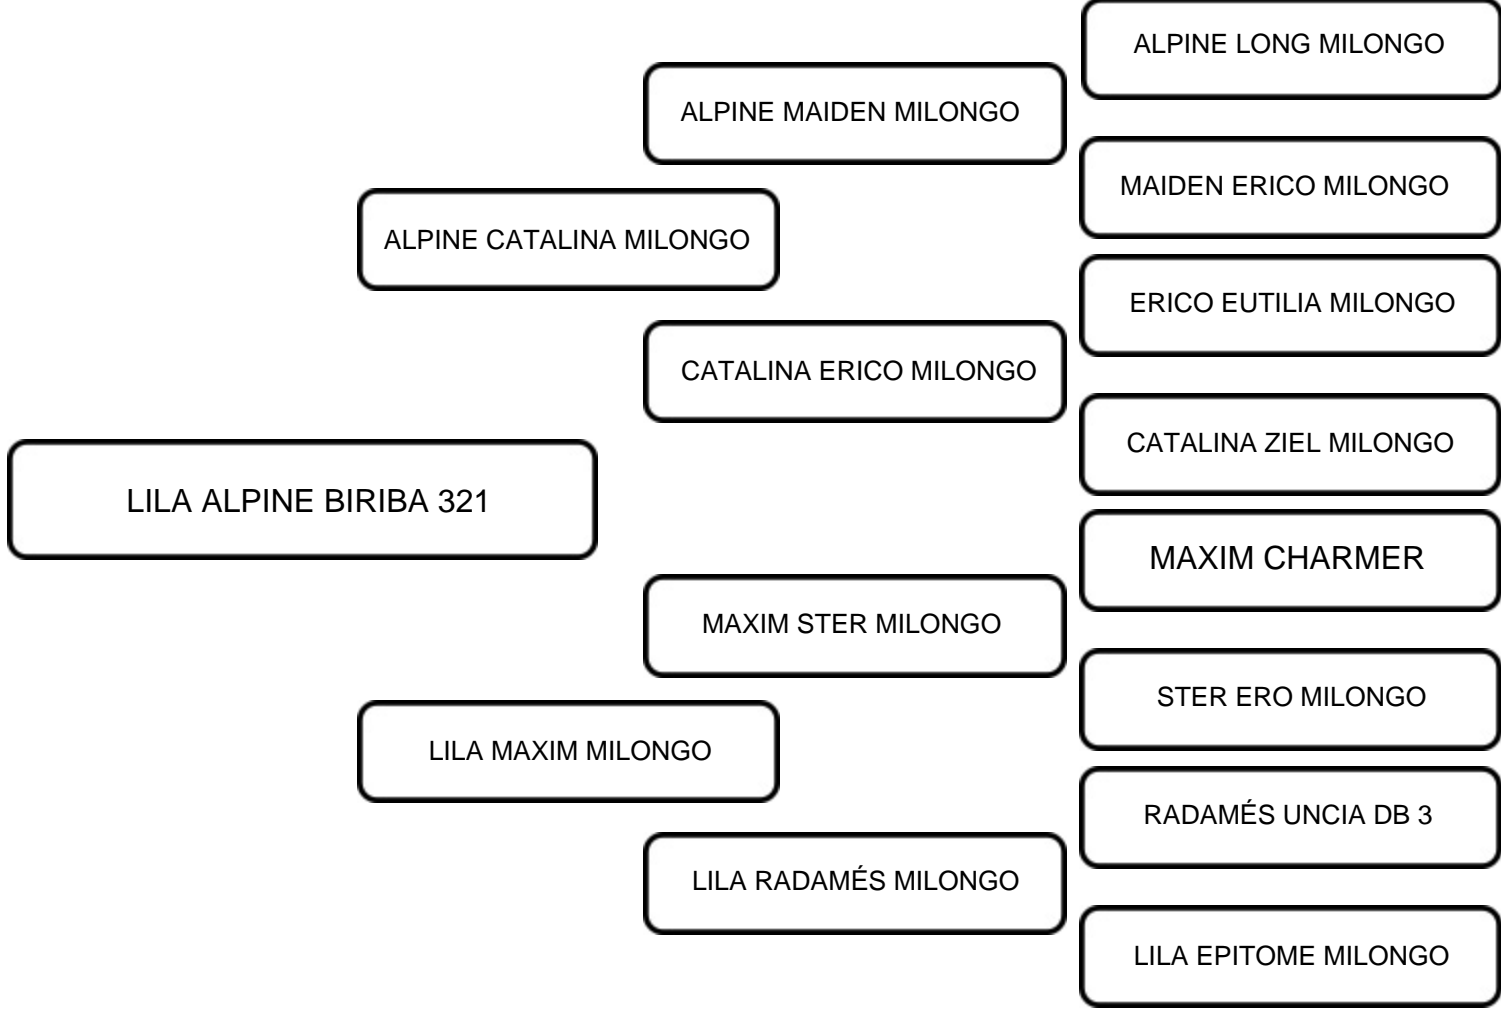 ALPINE LONG MILONGO
ALPINE MAIDEN MILONGO
MAIDEN ERICO MILONGO
ALPINE CATALINA MILONGO
ERICO EUTILIA MILONGO
CATALINA ERICO MILONGO
CATALINA ZIEL MILONGO
LILA ALPINE BIRIBA 321
MAXIM CHARMER
MAXIM STER MILONGO
STER ERO MILONGO
LILA MAXIM MILONGO
RADAMÉS UNCIA DB 3
LILA RADAMÉS MILONGO
LILA EPITOME MILONGO